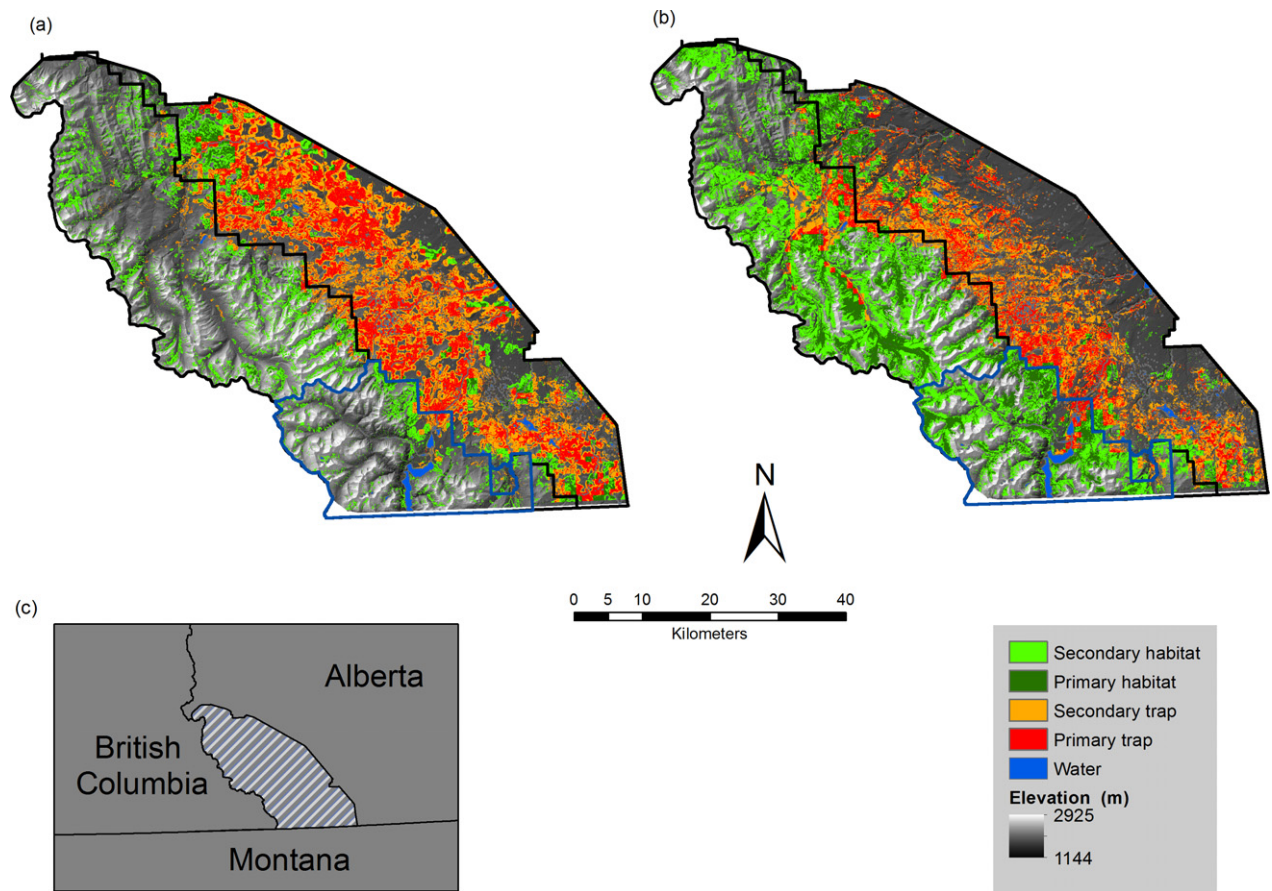 (a)
(b)
N
0 5 10 20 30 40
Kilometers
(c)
Alberta
British
Columbia
Montana
Secondary habitat
Primary habitat
Secondary trap
Primary trap
Water
Elevation (m)
2925
1144